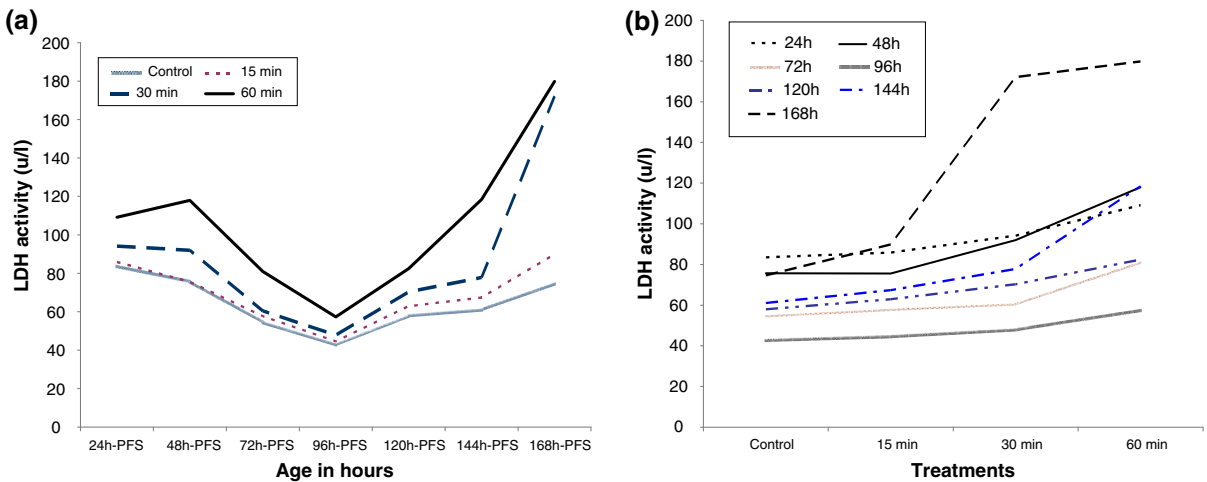 (a)
200
180
160
140
120
100
80
60
40
20
0
LDH activity (u/l)
Control 15 min
30 min 60 min
24h-PFS 48h-PFS 72h-PFS 96h-PFS 120h-PFS 144h-PFS 168h-PFS
Age in hours
(b)
200
180
160
140
120
100
80
60
40
20
0
LDH activity (u/l)
24h 48h
72h 96h
120h 144h
168h
Control 15 min 30 min 60 min
Treatments